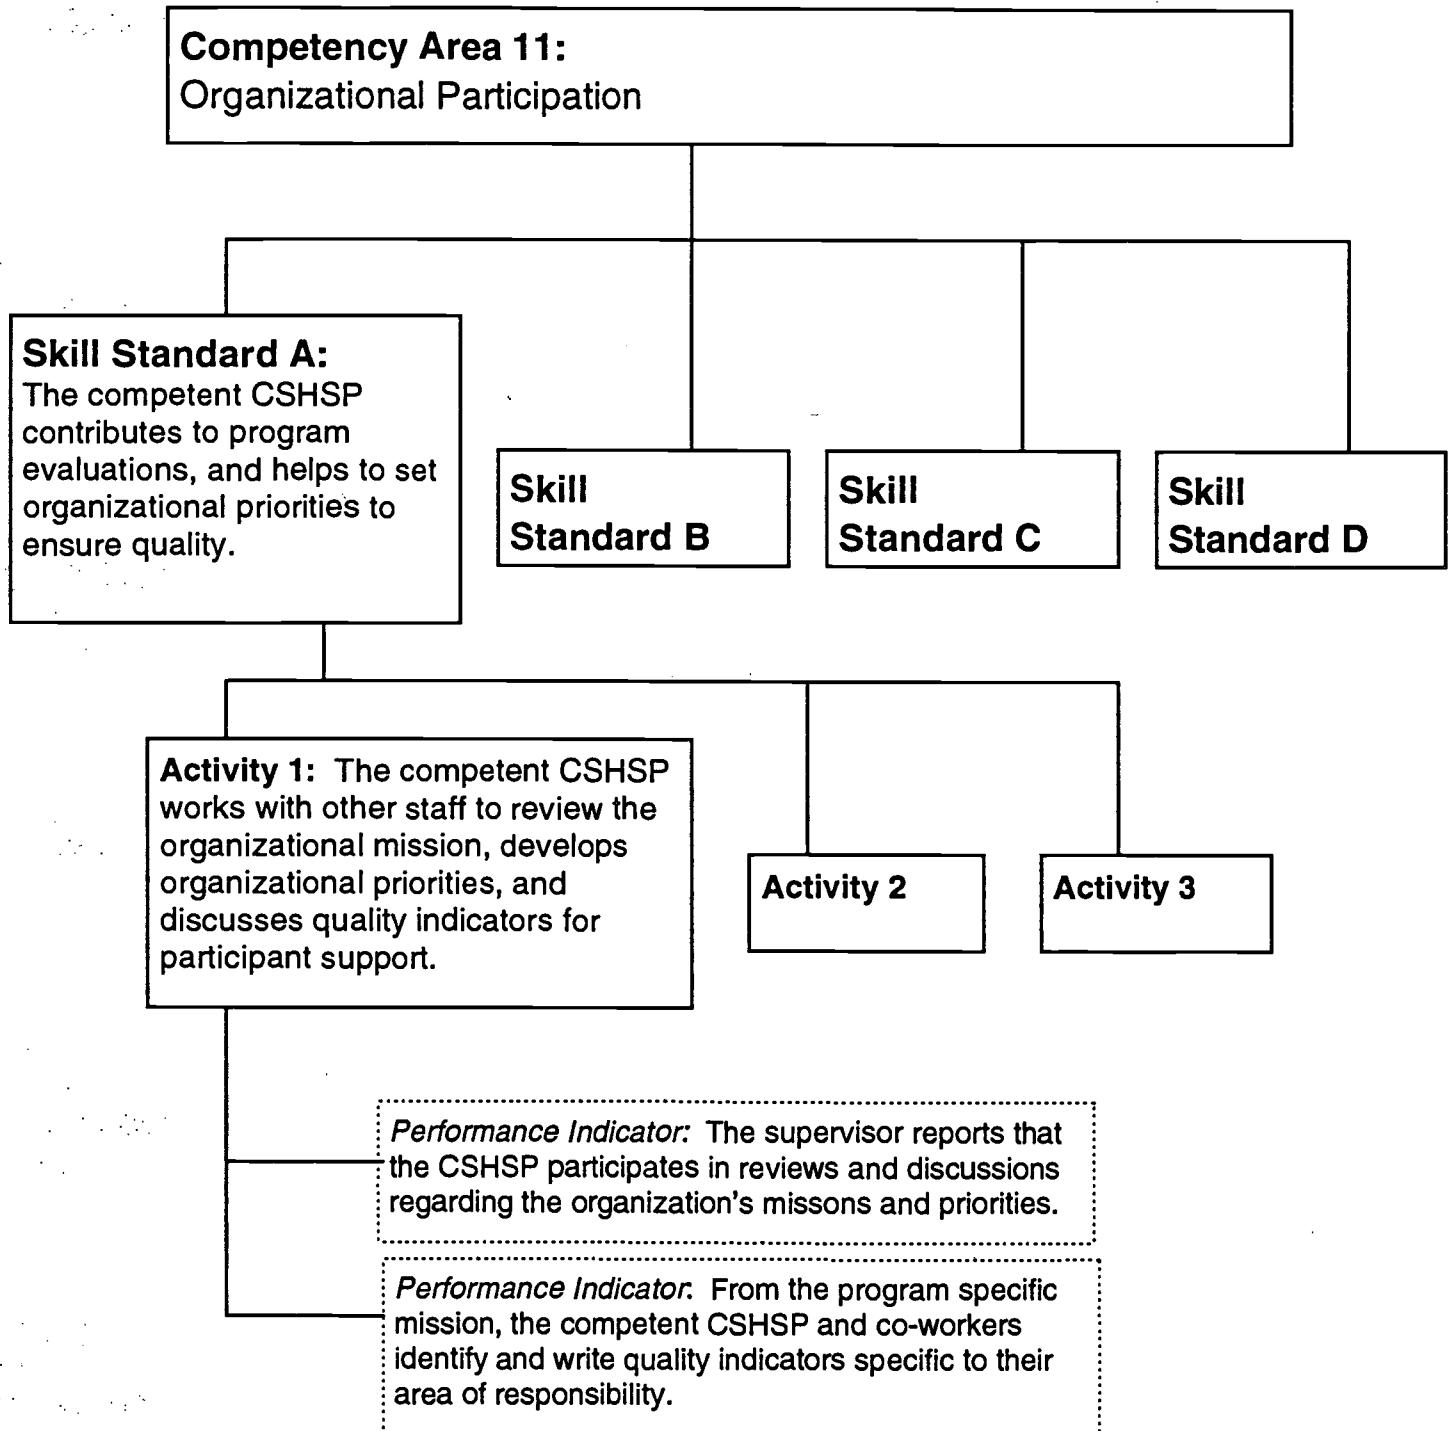 Competency Area 11:
Organizational Participation
Skill Standard A:
The competent CSHSP
contributes to program
evaluations, and helps to set
organizational priorities to
ensure quality.
Skill
Standard B
Skill
Standard C
Skill
Standard D
Activity 1: The competent CSHSP
works with other staff to review the
organizational mission, develops
organizational priorities, and
discusses quality indicators for
participant support.
Activity 2
Activity 3
Performance Indicator: The supervisor reports that
the CSHSP participates in reviews and discussions
regarding the organization's missons and priorities.
Performance Indicator. From the program specific
mission, the competent CSHSP and co-workers
identify and write quality indicators specific to their
area of responsibility.